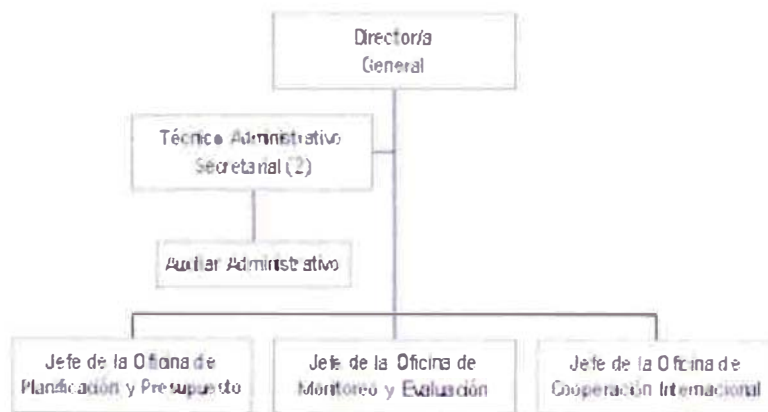 Director/a
General
Técnico Administrativo
Secretarial (2)
Auxiliar Administrativo
Jefe de la Oficina de
Planificación y Presupuesto
Jefe de la Oficina de
Monitoreo y Evaluación
Jefe de la Oficina de
Cooperación Internacional